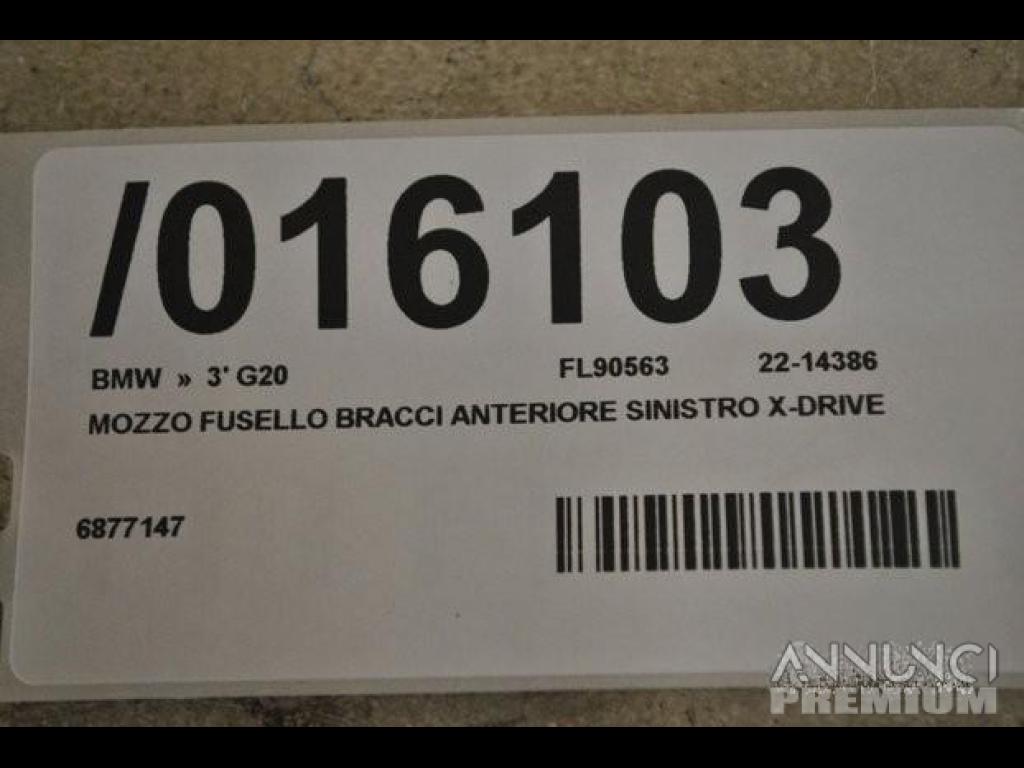 /016103
BMW » 3' G20 FL90563 22-14386
MOZZO FUSELLO BRACCI ANTERIORE SINISTRO X-DRIVE
6877147
ANNUNCI
PREMIUM